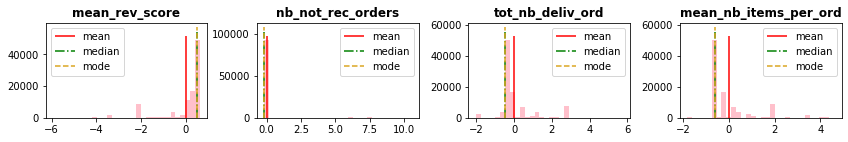 mean_rev_score
40000
20000
0
−6 −4 −2 0
mean
median
mode
nb_not_rec_orders
100000
50000
0
0.0 2.5 5.0 7.5 10.0
mean
median
mode
tot_nb_deliv_ord
60000
40000
20000
0
−2 0 2 4 6
mean
median
mode
mean_nb_items_per_ord
60000
40000
20000
0
−2 0 2 4
mean
median
mode